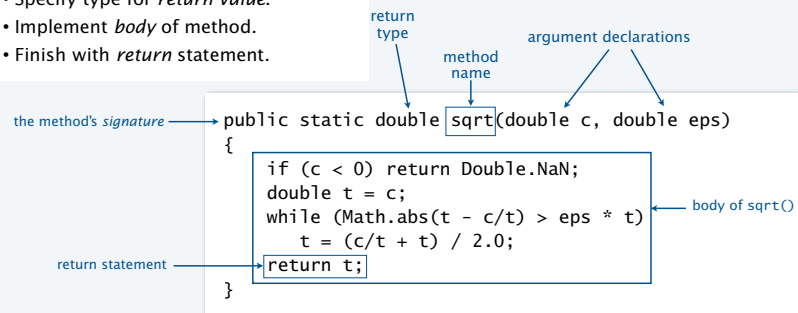 • Specify type for return value.
• Implement body of method.
• Finish with return statement.
return
type
method
name
argument declarations
the method's signature
public static double sqrt(double c, double eps)
{
if (c < 0) return Double.NaN;
double t = c;
while (Math.abs(t - c/t) > eps * t)
t = (c/t + t) / 2.0;
return t;
}
body of sqrt()
return statement